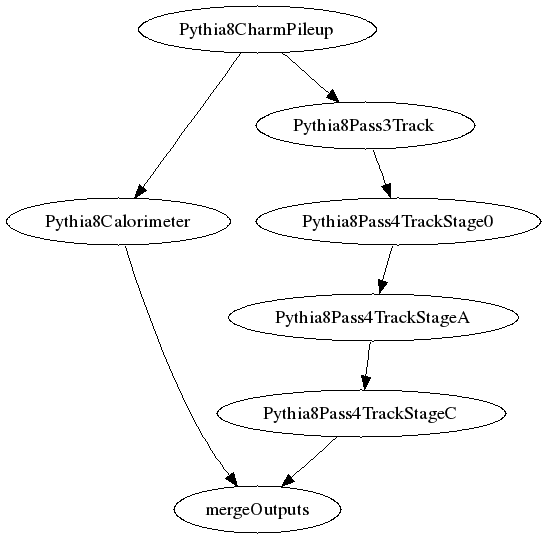 Pythia8CharmPileup
Pythia8Pass3Track
Pythia8Calorimeter
Pythia8Pass4TrackStage0
Pythia8Pass4TrackStageA
Pythia8Pass4TrackStageC
mergeOutputs